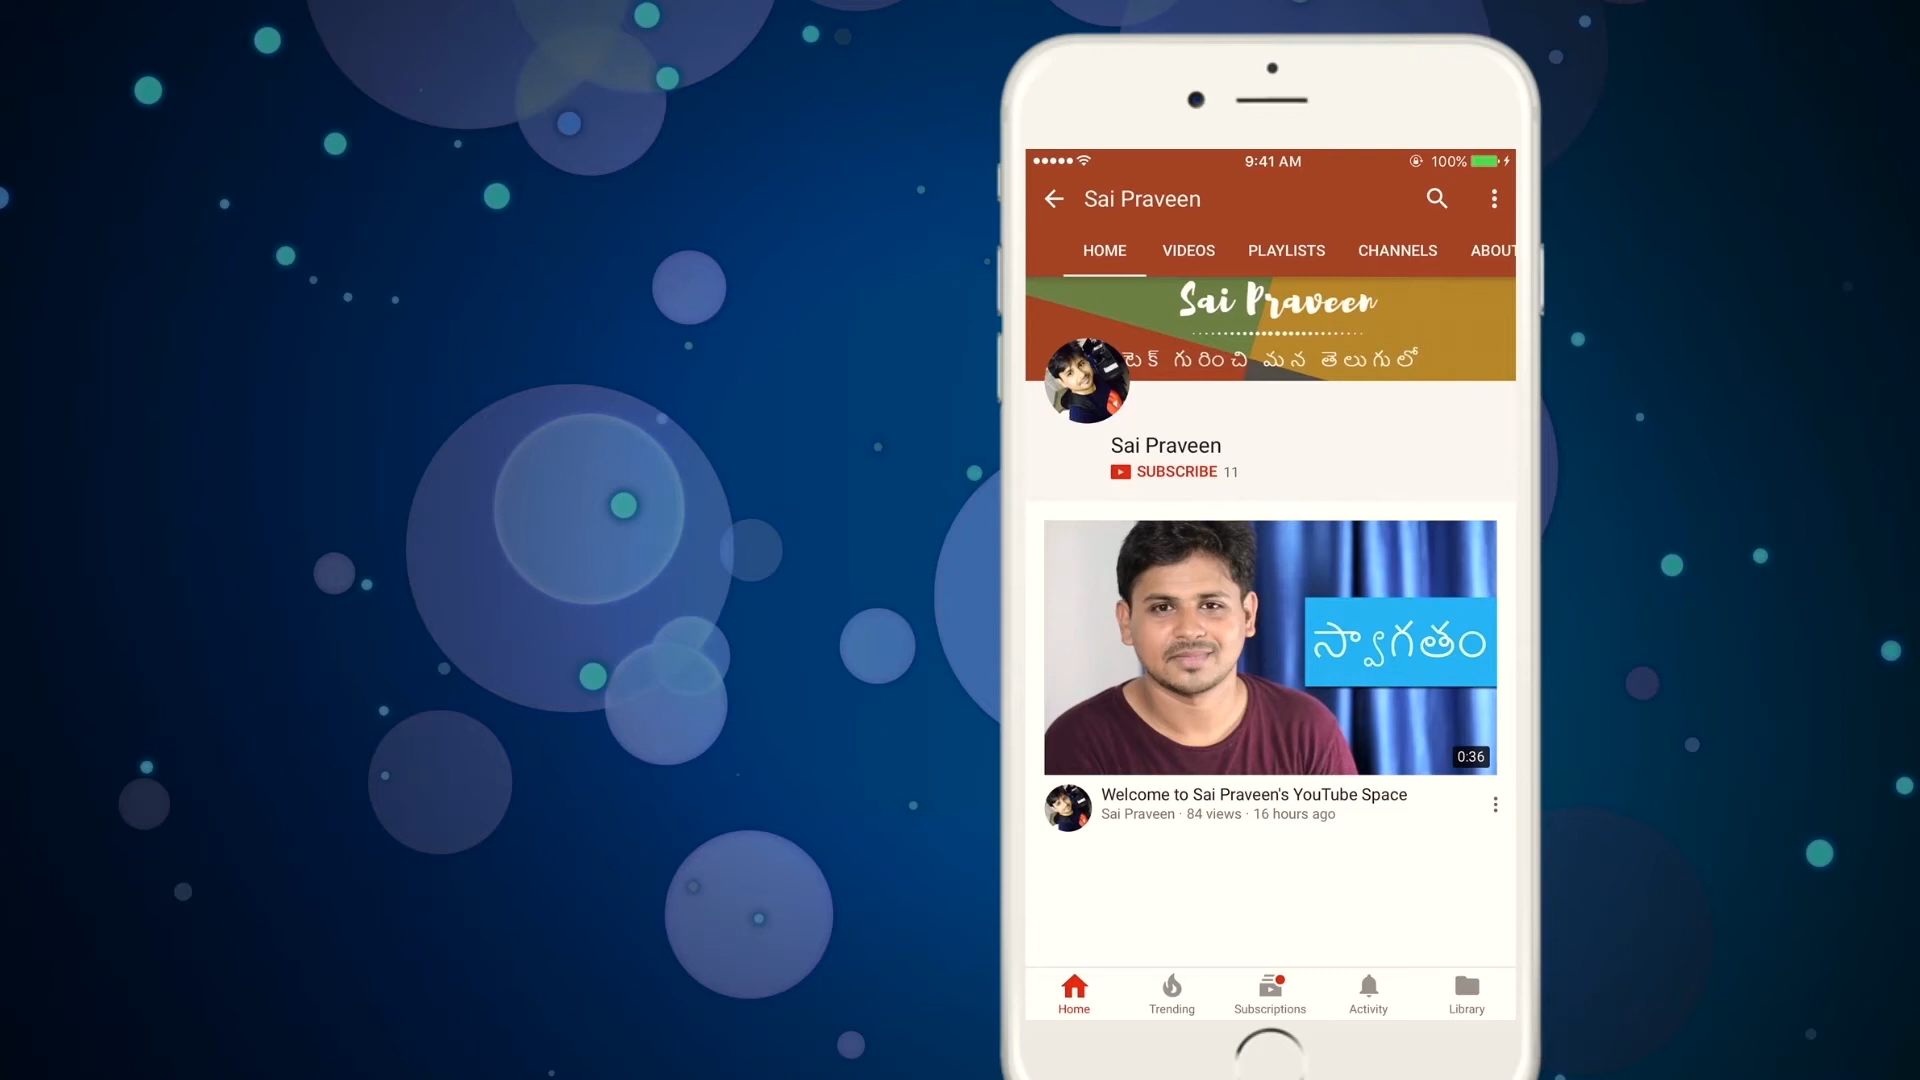 9:41 AM
100%
Sai Praveen
HOME VIDEOS PLAYLISTS CHANNELS ABOUT
Sai Praveen
టెక్ గురించి మన తెలుగులో
Sai Praveen
SUBSCRIBE 11
స్వాగతం
0:36
Welcome to Sai Praveen's YouTube Space
Sai Praveen · 84 views · 16 hours ago
Home Trending Subscriptions Activity Library